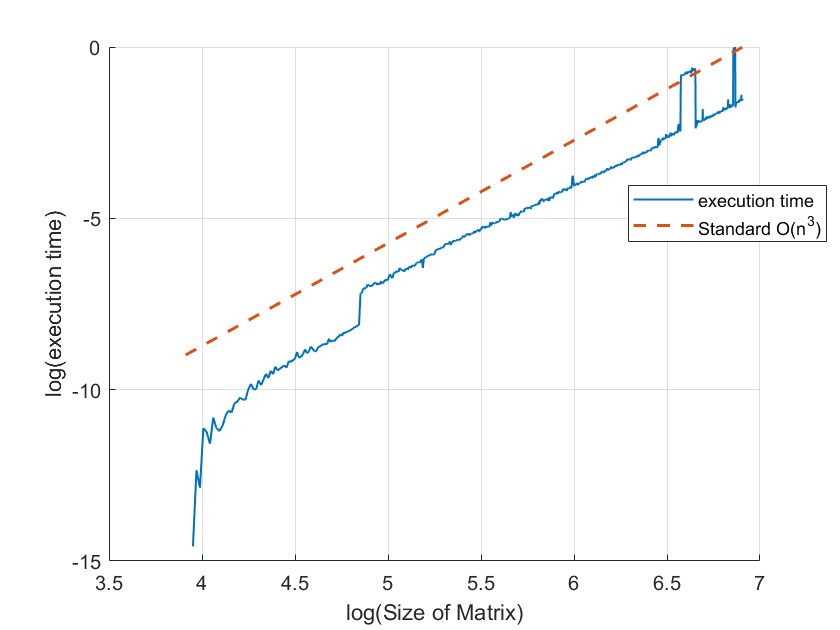 0
-5
-10
-15
3.5 4 4.5 5 5.5 6 6.5 7
log(Size of Matrix)
log(execution time)
execution time
Standard O(n³)